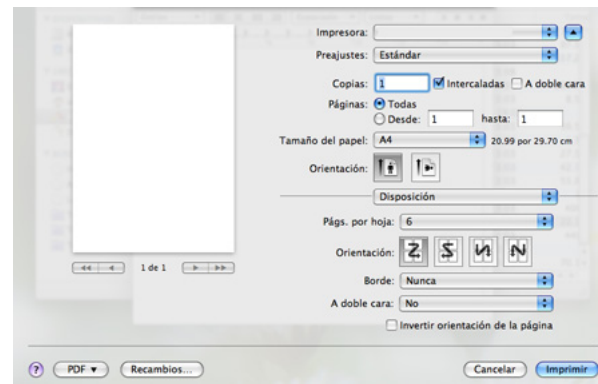 Impresora:
Preajustes: Estándar
Copias: 1 Intercaladas A doble cara
Páginas: Todas
Desde: 1 hasta: 1
Tamaño del papel: A4 20.99 por 29.70 cm
Orientación:
Disposición
Págs. por hoja: 6
Orientación:
1 de 1
Borde: Nunca
A doble cara: No
Invertir orientación de la página
? PDF Recambios... Cancelar Imprimir